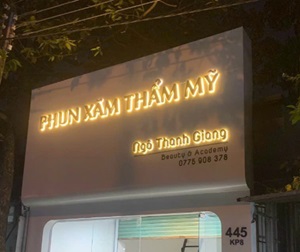 PHUN XĂM THẨM MỸ
Ngô Thanh Giang
Beauty & Academy
0775 908 378
445
KP8